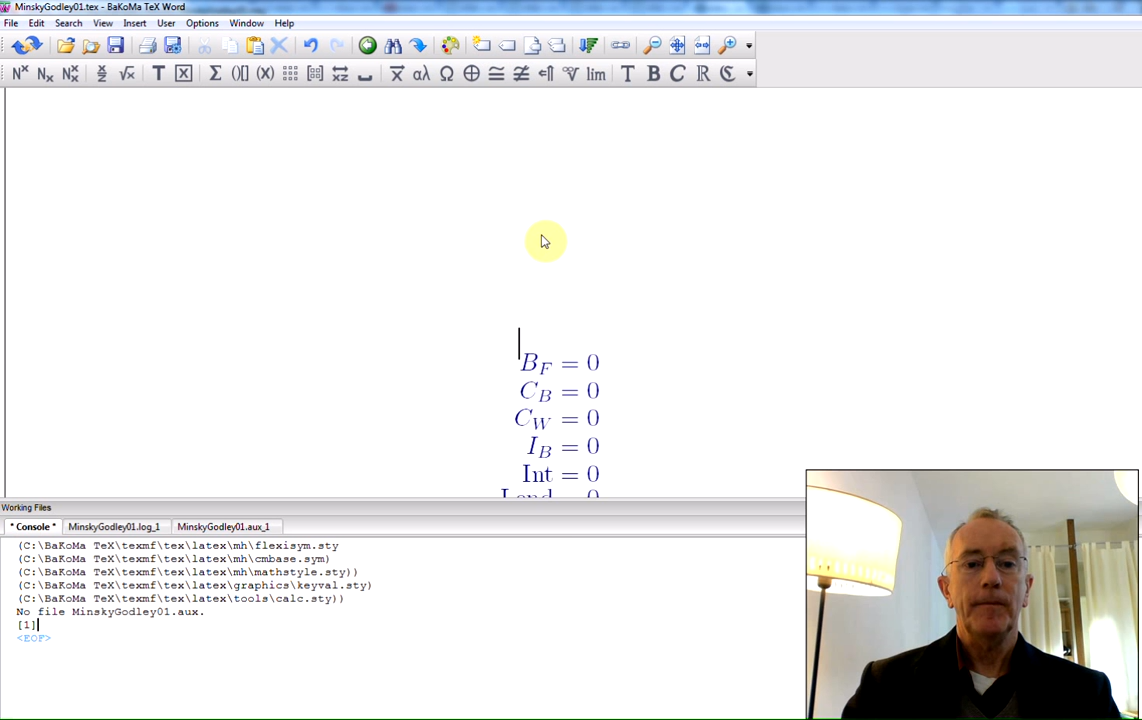 MinskyGodley01.tex - BaKoMa TeX Word
File Edit Search View Insert User Options Window Help
B_F = 0
C_B = 0
C_W = 0
I_B = 0
Int = 0
Working Files
* Console * MinskyGodley01.log_1 MinskyGodley01.aux_1
(C:\BaKoMa TeX\texmf\tex\latex\mh\flexisym.sty
(C:\BaKoMa TeX\texmf\tex\latex\mh\cmbase.sym)
(C:\BaKoMa TeX\texmf\tex\latex\mh\mathstyle.sty))
(C:\BaKoMa TeX\texmf\tex\latex\graphics\keyval.sty)
(C:\BaKoMa TeX\texmf\tex\latex\tools\calc.sty))
No file MinskyGodley01.aux.
[1]
<EOF>